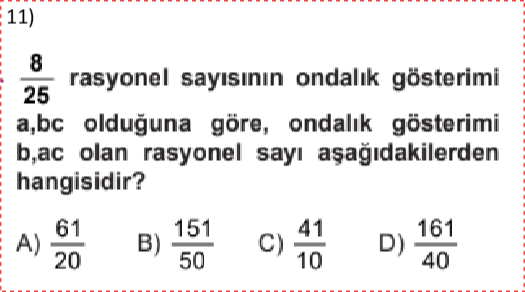 11)
8/25 rasyonel sayısının ondalık gösterimi
a,bc olduğuna göre, ondalık gösterimi
b,ac olan rasyonel sayı aşağıdakilerden
hangisidir?
A) 61/20 B) 151/50 C) 41/10 D) 161/40